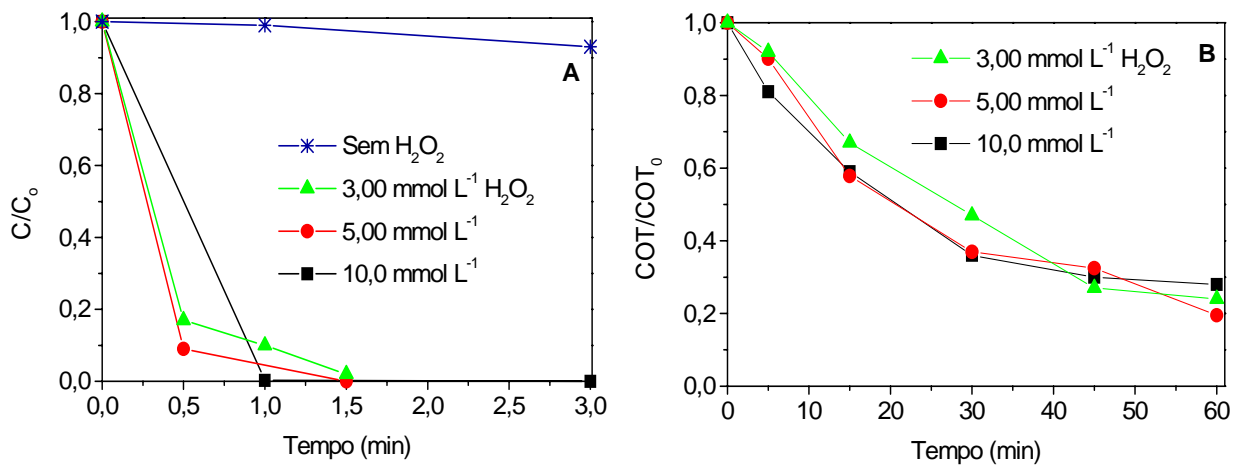 A
Sem H₂O₂
3,00 mmol L⁻¹ H₂O₂
5,00 mmol L⁻¹
10,0 mmol L⁻¹
C/Cₒ
1,0
0,8
0,6
0,4
0,2
0,0
0,0 0,5 1,0 1,5 2,0 2,5 3,0
Tempo (min)
B
3,00 mmol L⁻¹ H₂O₂
5,00 mmol L⁻¹
10,0 mmol L⁻¹
COT/COT₀
1,0
0,8
0,6
0,4
0,2
0,0
0 10 20 30 40 50 60
Tempo (min)